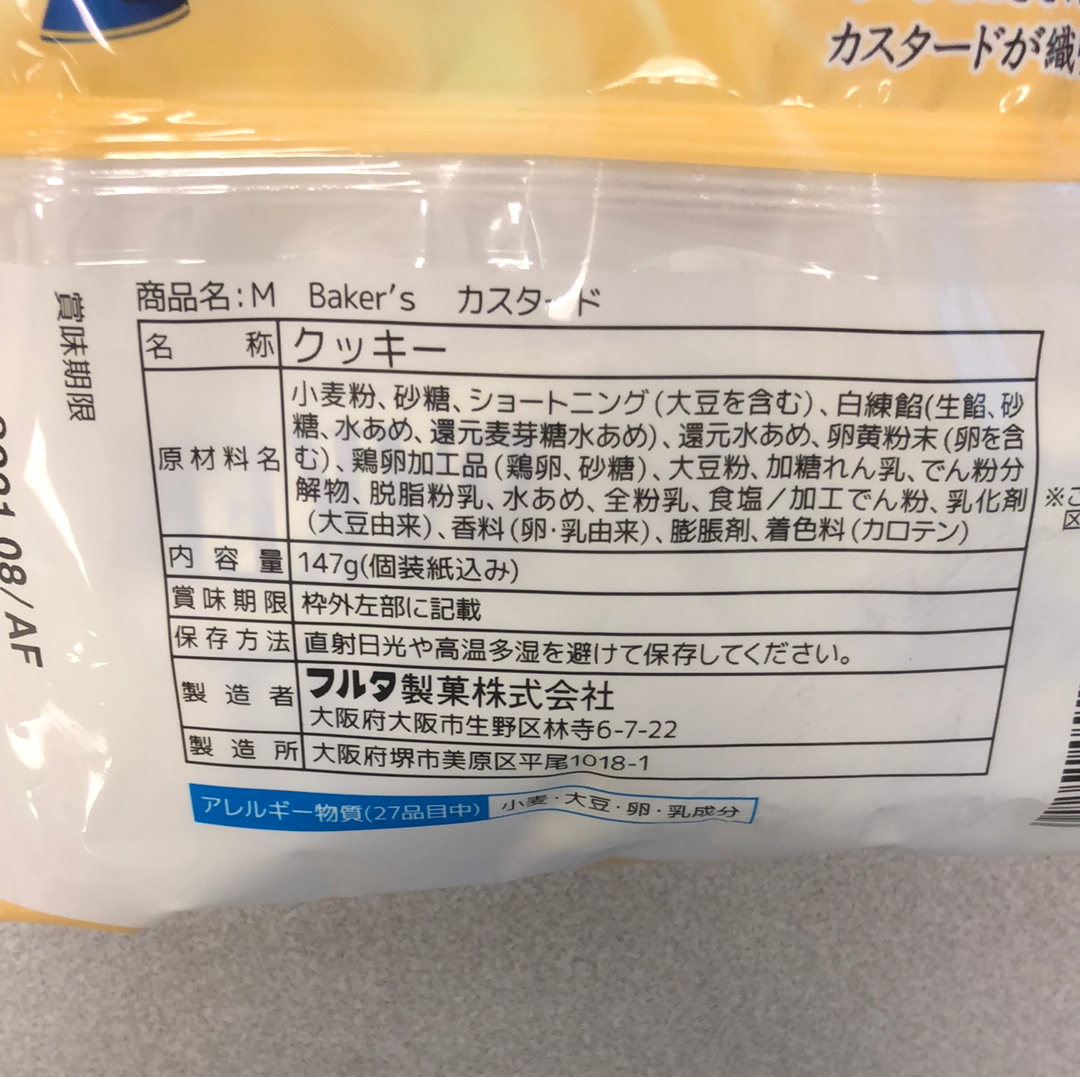 カスタードが織
賞味期限
08/AF
商品名:M Baker's カスタード
名称 クッキー
原材料名
小麦粉、砂糖、ショートニング(大豆を含む)、白練餡(生餡、砂
糖、水あめ、還元麦芽糖水あめ)、還元水あめ、卵黄粉末(卵を含
む)、鶏卵加工品(鶏卵、砂糖)、大豆粉、加糖れん乳、でん粉分
解物、脱脂粉乳、水あめ、全粉乳、食塩/加工でん粉、乳化剤
(大豆由来)、香料(卵・乳由来)、膨脹剤、着色料(カロテン)
内容量 147g(個装紙込み)
賞味期限 枠外左部に記載
保存方法 直射日光や高温多湿を避けて保存してください。
製造者 フルタ製菓株式会社
大阪府大阪市生野区林寺6-7-22
製造所 大阪府堺市美原区平尾1018-1
アレルギー物質(27品目中) 小麦・大豆・卵・乳成分
※こ
区